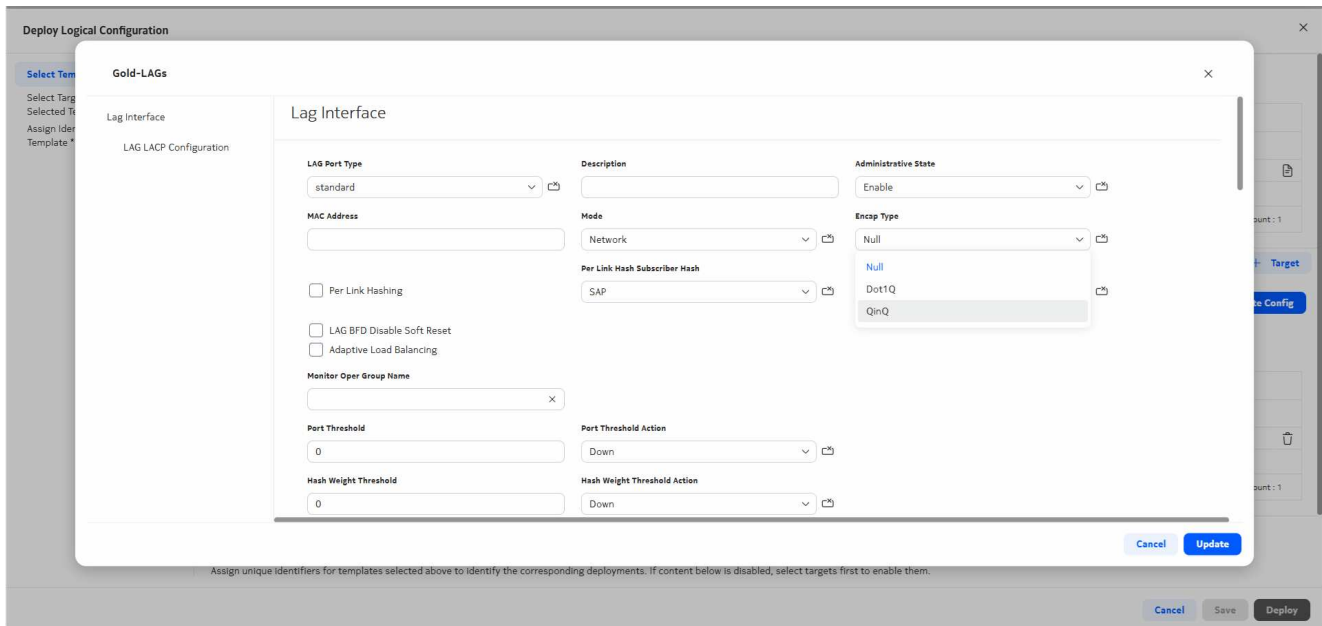 Deploy Logical Configuration
Gold-LAGs
Select Tem
Select Targ
Selected Te
Assign Iden
Template *
Lag Interface
LAG LACP Configuration
Lag Interface
LAG Port Type
Description
Administrative State
standard
Enable
MAC Address
Mode
Encap Type
Network
Null
Null
Dot1Q
QinQ
Per Link Hashing
Per Link Hash Subscriber Hash
SAP
LAG BFD Disable Soft Reset
Adaptive Load Balancing
Monitor Oper Group Name
Port Threshold
Port Threshold Action
0
Down
Hash Weight Threshold
Hash Weight Threshold Action
0
Down
Cancel
Update
ount : 1
+ Target
te Config
ount : 1
Assign unique identifiers for templates selected above to identify the corresponding deployments. If content below is disabled, select targets first to enable them.
Cancel
Save
Deploy